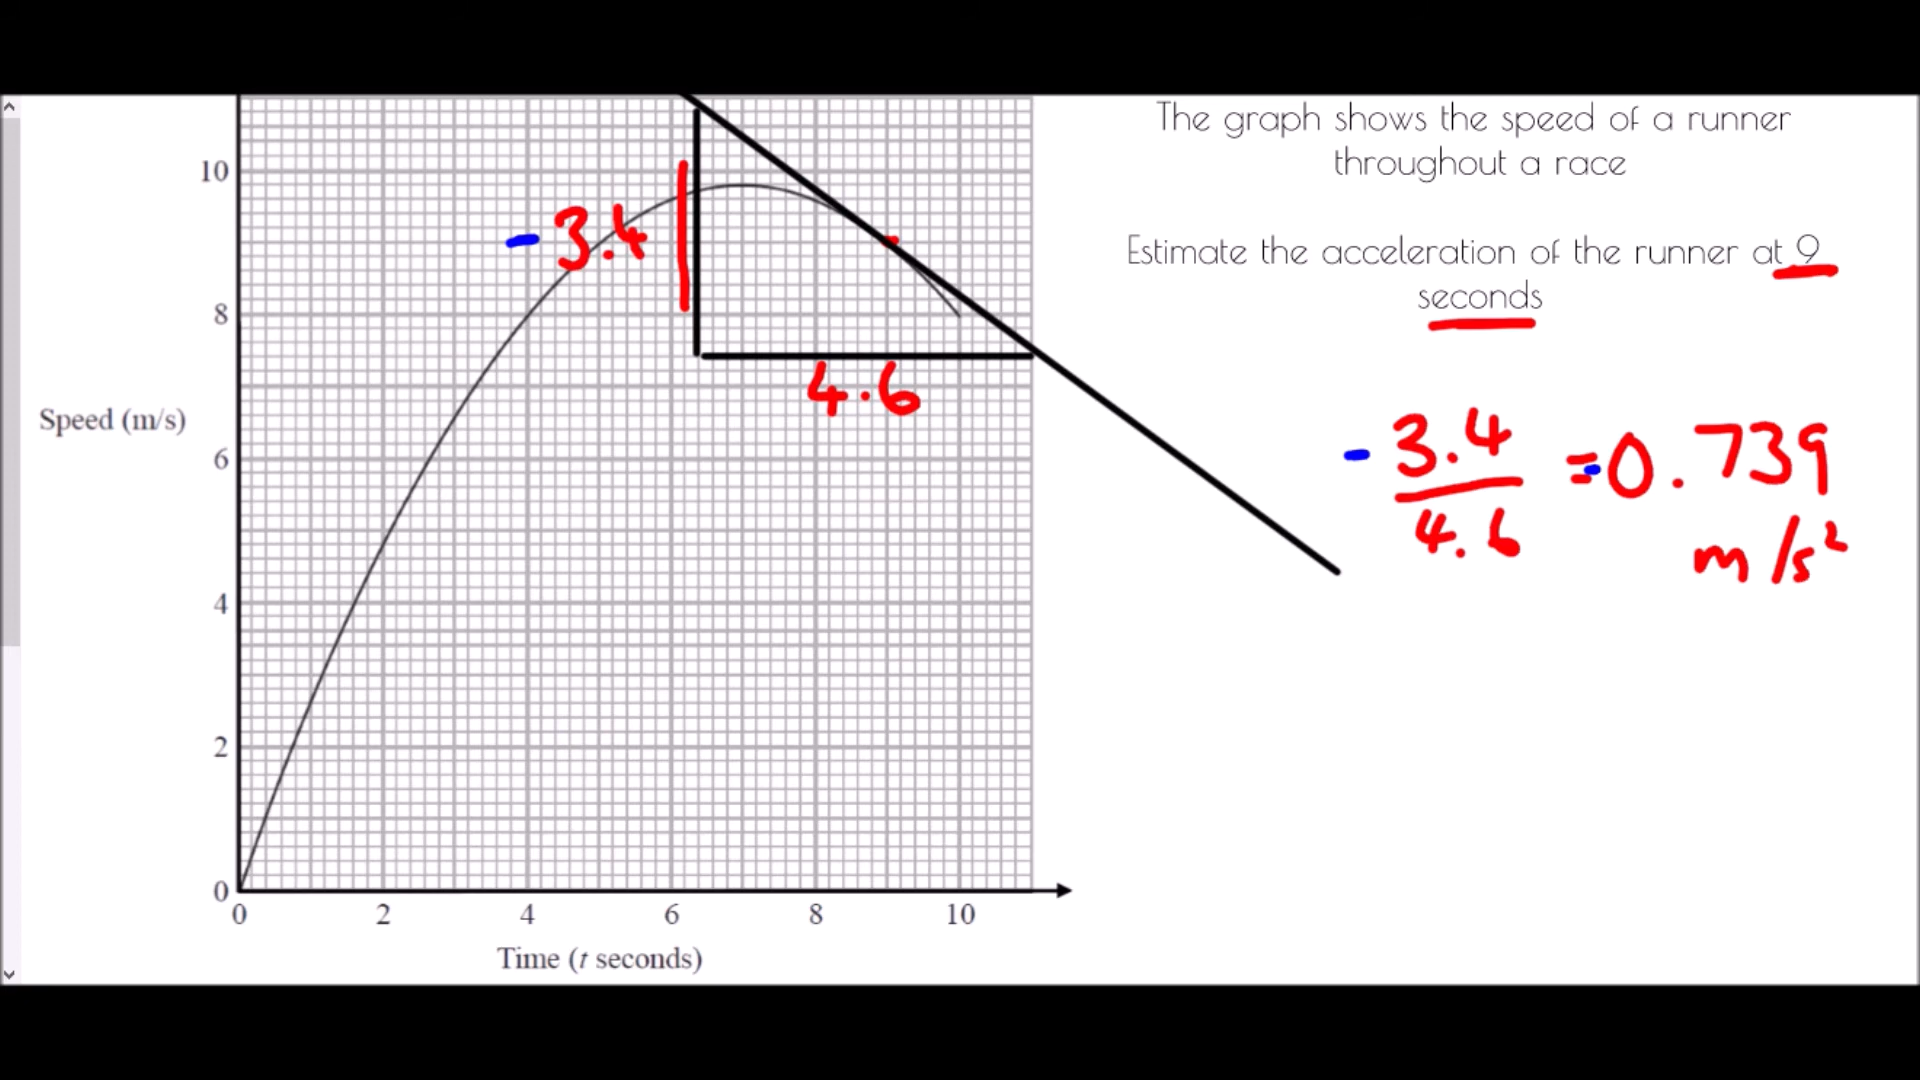 The graph shows the speed of a runner
throughout a race
Estimate the acceleration of the runner at 9
seconds
10
8
6
4
2
0
Speed (m/s)
0 2 4 6 8 10
Time (t seconds)
-3.4
4.6
-3.4/4.6 =-0.739
m/s²